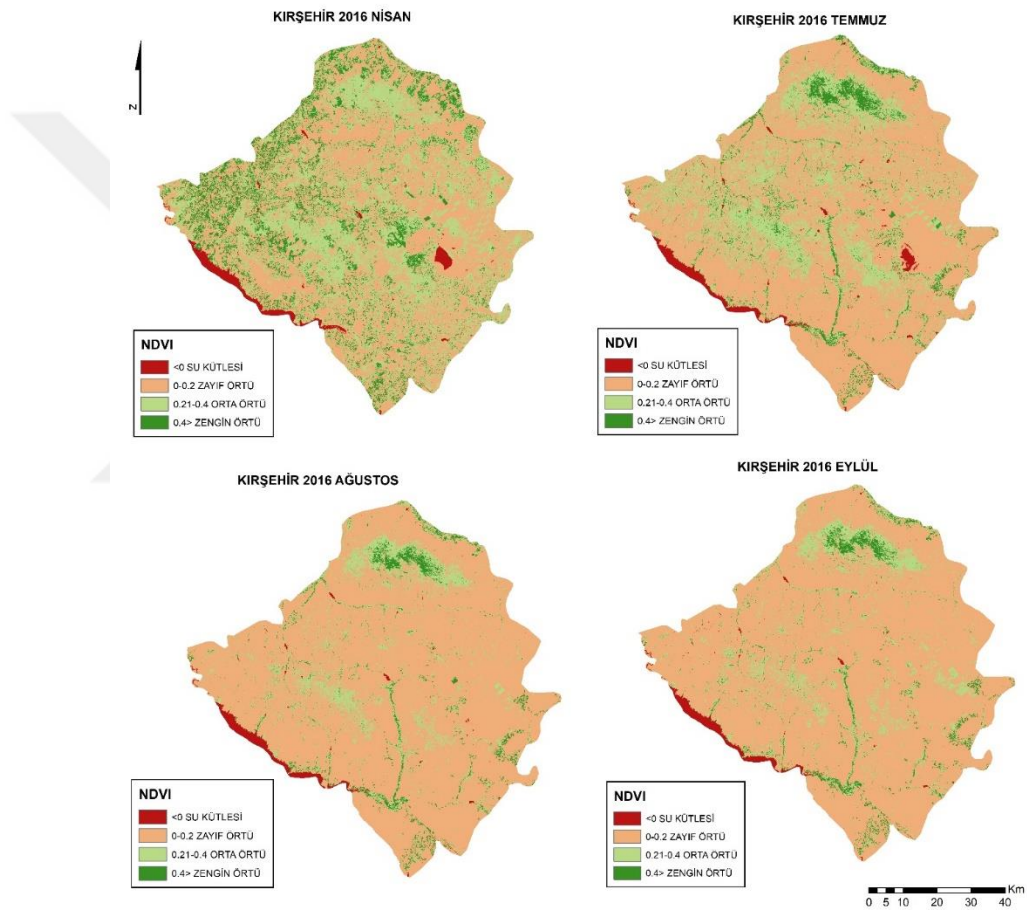 KIRŞEHİR 2016 NİSAN
N
NDVI
<0 SU KÜTLESİ
0-0.2 ZAYIF ÖRTÜ
0.21-0.4 ORTA ÖRTÜ
0.4> ZENGİN ÖRTÜ
KIRŞEHİR 2016 TEMMUZ
NDVI
<0 SU KÜTLESİ
0-0.2 ZAYIF ÖRTÜ
0.21-0.4 ORTA ÖRTÜ
0.4> ZENGİN ÖRTÜ
KIRŞEHİR 2016 AĞUSTOS
NDVI
<0 SU KÜTLESİ
0-0.2 ZAYIF ÖRTÜ
0.21-0.4 ORTA ÖRTÜ
0.4> ZENGİN ÖRTÜ
KIRŞEHİR 2016 EYLÜL
NDVI
<0 SU KÜTLESİ
0-0.2 ZAYIF ÖRTÜ
0.21-0.4 ORTA ÖRTÜ
0.4> ZENGİN ÖRTÜ
Km
0 5 10 20 30 40